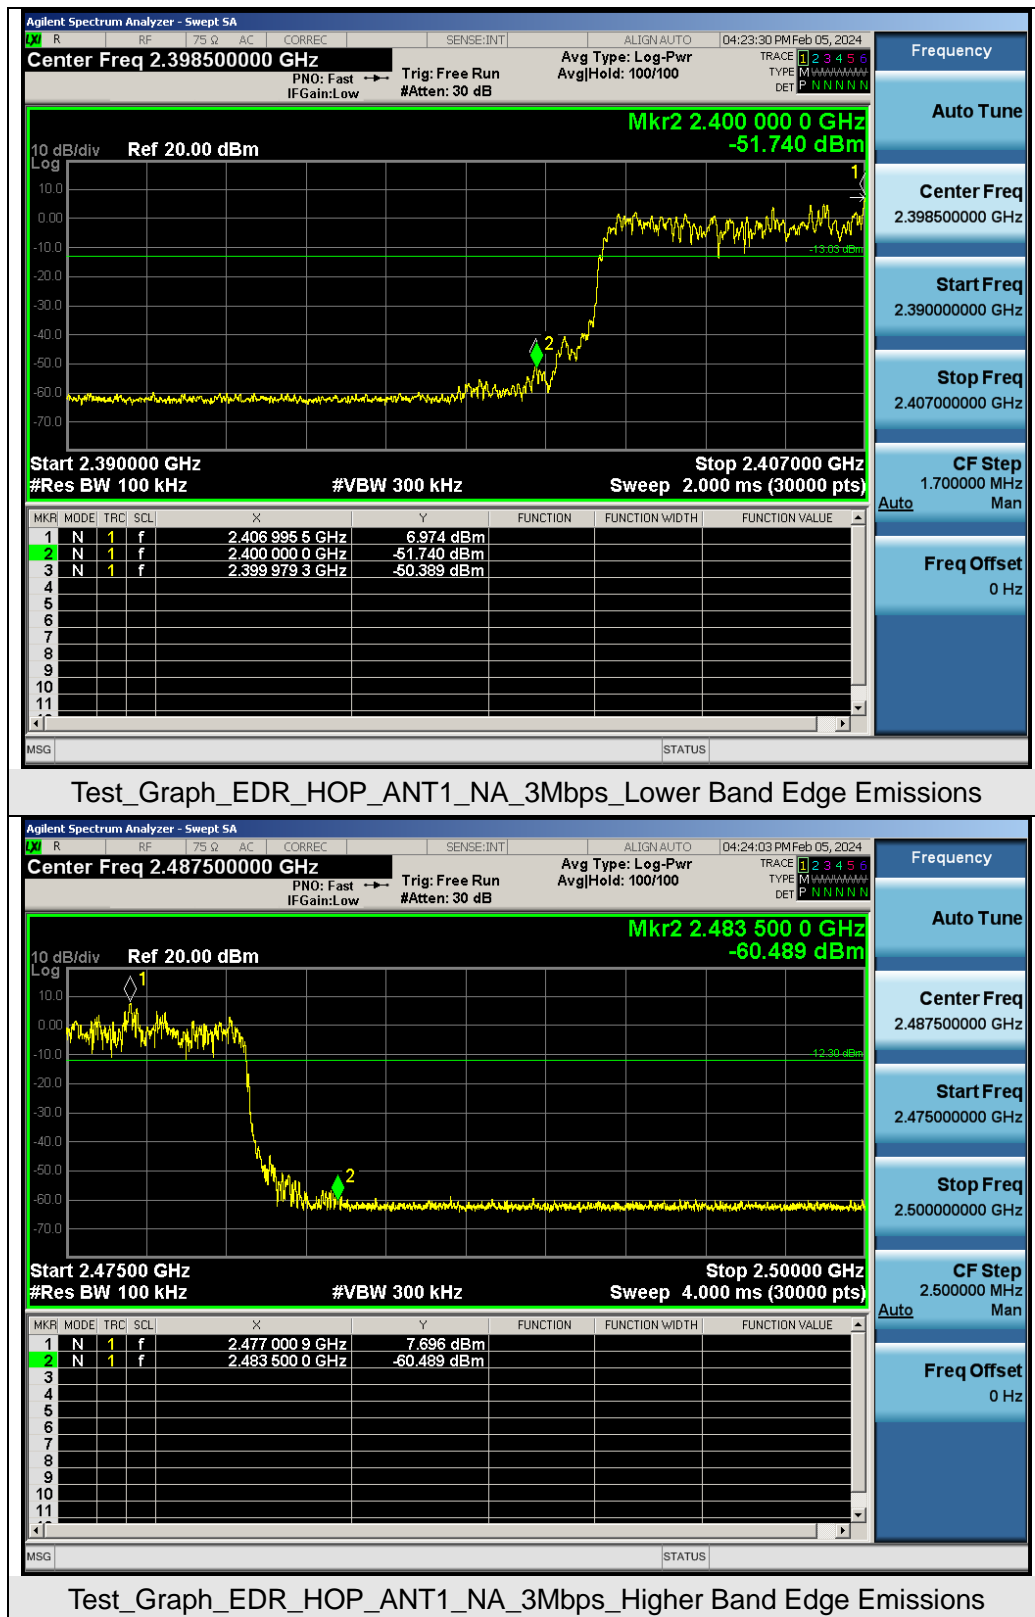 Agilent Spectrum Analyzer - Swept SA
LXI R RF 75 Ω AC CORREC SENSE:INT ALIGN AUTO 04:23:30 PM Feb 05, 2024
Center Freq 2.398500000 GHz Avg Type: Log-Pwr TRACE 1 2 3 4 5 6
PNO: Fast Trig: Free Run Avg|Hold: 100/100 TYPE M
IFGain:Low #Atten: 30 dB DET P N N N N N
Frequency
Auto Tune
Center Freq
2.398500000 GHz
Start Freq
2.390000000 GHz
Stop Freq
2.407000000 GHz
CF Step
1.700000 MHz
Auto Man
Freq Offset
0 Hz
Mkr2 2.400 000 0 GHz
-51.740 dBm
10 dB/div Ref 20.00 dBm
Log
10.0
0.00
-10.0
-20.0
-30.0
-40.0
-50.0
-60.0
-70.0
1
-13.03 dBm
2
Start 2.390000 GHz Stop 2.407000 GHz
#Res BW 100 kHz #VBW 300 kHz Sweep 2.000 ms (30000 pts)
MKR MODE TRC SCL X Y FUNCTION FUNCTION WIDTH FUNCTION VALUE
1 N 1 f 2.406 995 5 GHz 6.974 dBm
2 N 1 f 2.400 000 0 GHz -51.740 dBm
3 N 1 f 2.399 979 3 GHz -50.389 dBm
4
5
6
7
8
9
10
11
MSG STATUS
Test_Graph_EDR_HOP_ANT1_NA_3Mbps_Lower Band Edge Emissions
Agilent Spectrum Analyzer - Swept SA
LXI R RF 75 Ω AC CORREC SENSE:INT ALIGN AUTO 04:24:03 PM Feb 05, 2024
Center Freq 2.487500000 GHz Avg Type: Log-Pwr TRACE 1 2 3 4 5 6
PNO: Fast Trig: Free Run Avg|Hold: 100/100 TYPE M
IFGain:Low #Atten: 30 dB DET P N N N N N
Frequency
Auto Tune
Center Freq
2.487500000 GHz
Start Freq
2.475000000 GHz
Stop Freq
2.500000000 GHz
CF Step
2.500000 MHz
Auto Man
Freq Offset
0 Hz
Mkr2 2.483 500 0 GHz
-60.489 dBm
10 dB/div Ref 20.00 dBm
Log
10.0
0.00
-10.0
-20.0
-30.0
-40.0
-50.0
-60.0
-70.0
1
-12.30 dBm
2
Start 2.47500 GHz Stop 2.50000 GHz
#Res BW 100 kHz #VBW 300 kHz Sweep 4.000 ms (30000 pts)
MKR MODE TRC SCL X Y FUNCTION FUNCTION WIDTH FUNCTION VALUE
1 N 1 f 2.477 000 9 GHz 7.696 dBm
2 N 1 f 2.483 500 0 GHz -60.489 dBm
3
4
5
6
7
8
9
10
11
MSG STATUS
Test_Graph_EDR_HOP_ANT1_NA_3Mbps_Higher Band Edge Emissions